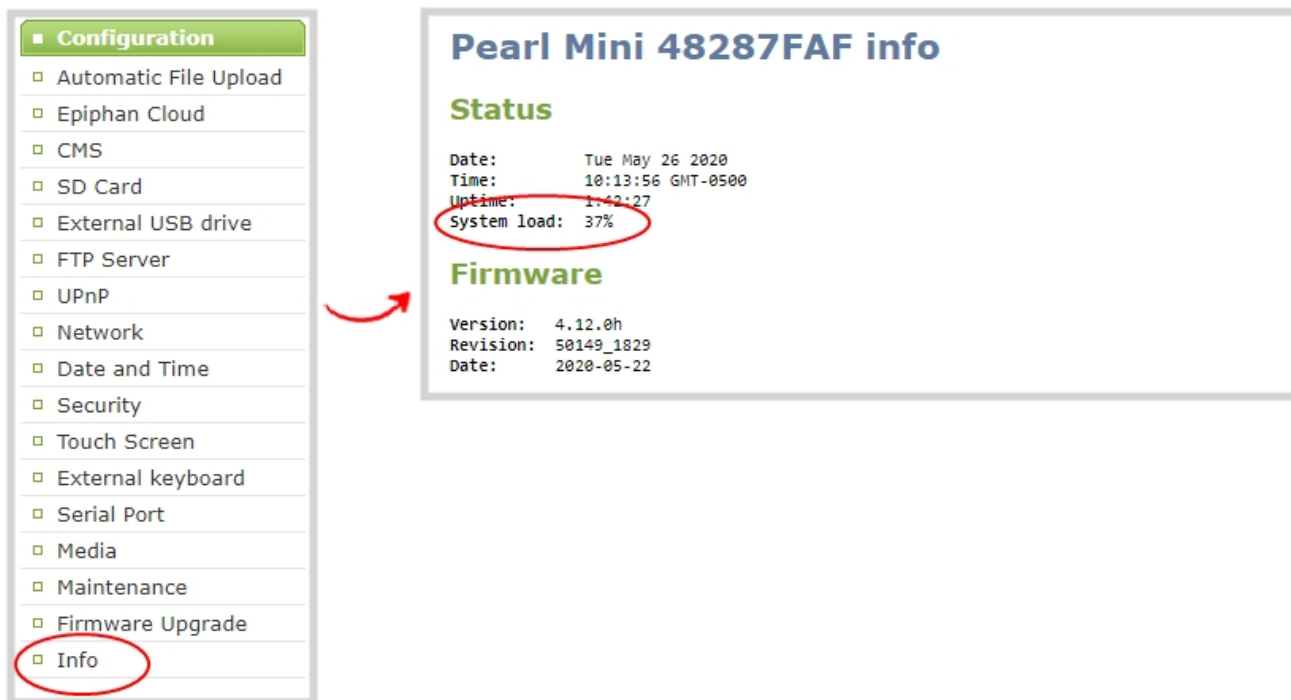 Configuration
Automatic File Upload
Epiphan Cloud
CMS
SD Card
External USB drive
FTP Server
UPnP
Network
Date and Time
Security
Touch Screen
External keyboard
Serial Port
Media
Maintenance
Firmware Upgrade
Info
Pearl Mini 48287FAF info
Status
Date: Tue May 26 2020
Time: 10:13:56 GMT-0500
Uptime: 1:42:27
System load: 37%
Firmware
Version: 4.12.0h
Revision: 50149_1829
Date: 2020-05-22